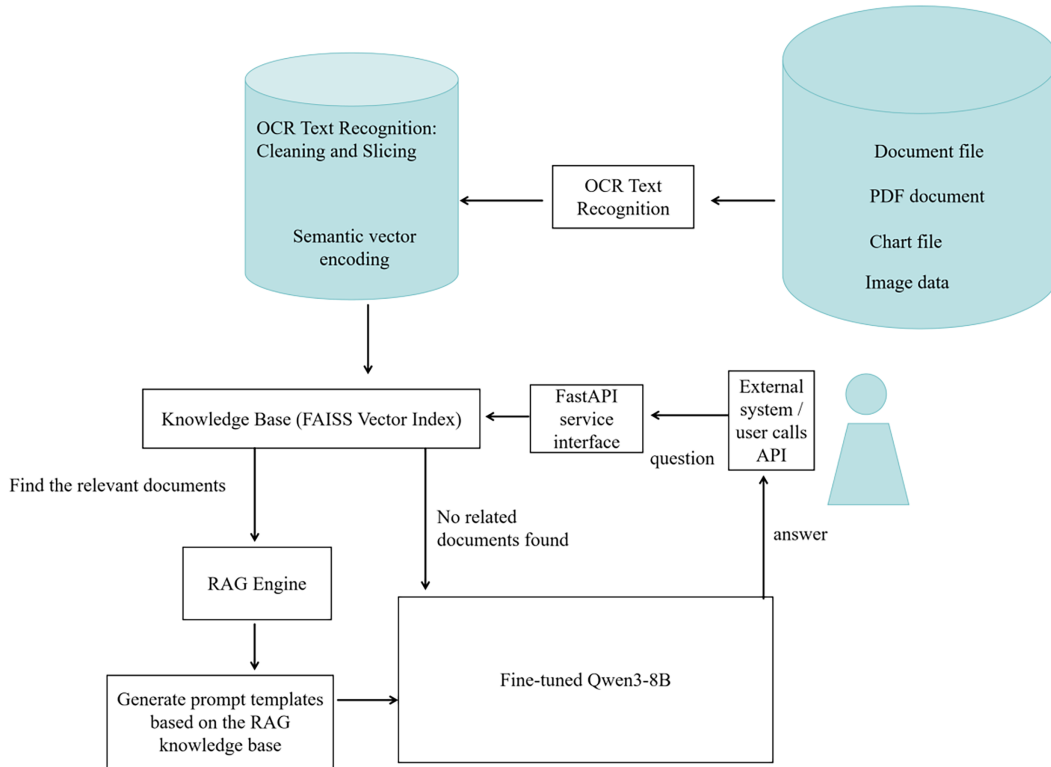 OCR Text Recognition:
Cleaning and Slicing
Semantic vector
encoding
OCR Text
Recognition
Document file
PDF document
Chart file
Image data
Knowledge Base (FAISS Vector Index)
FastAPI
service
interface
question
External
system /
user calls
API
Find the relevant documents
No related
documents found
answer
RAG Engine
Generate prompt templates
based on the RAG
knowledge base
Fine-tuned Qwen3-8B